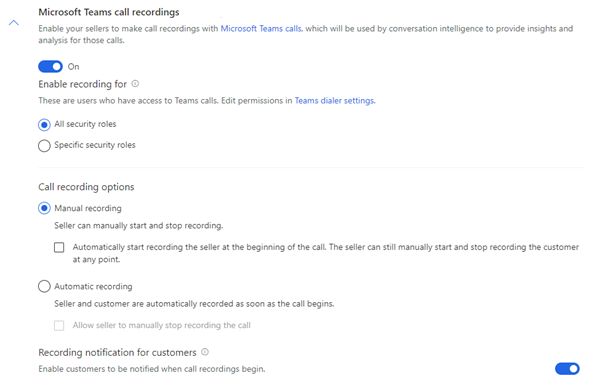 Microsoft Teams call recordings
Enable your sellers to make call recordings with Microsoft Teams calls. which will be used by conversation intelligence to provide insights and
analysis for those calls.
On
Enable recording for
These are users who have access to Teams calls. Edit permissions in Teams dialer settings.
All security roles
Specific security roles
Call recording options
Manual recording
Seller can manually start and stop recording.
Automatically start recording the seller at the beginning of the call. The seller can still manually start and stop recording the customer
at any point.
Automatic recording
Seller and customer are automatically recorded as soon as the call begins.
Allow seller to manually stop recording the call
Recording notification for customers
Enable customers to be notified when call recordings begin.